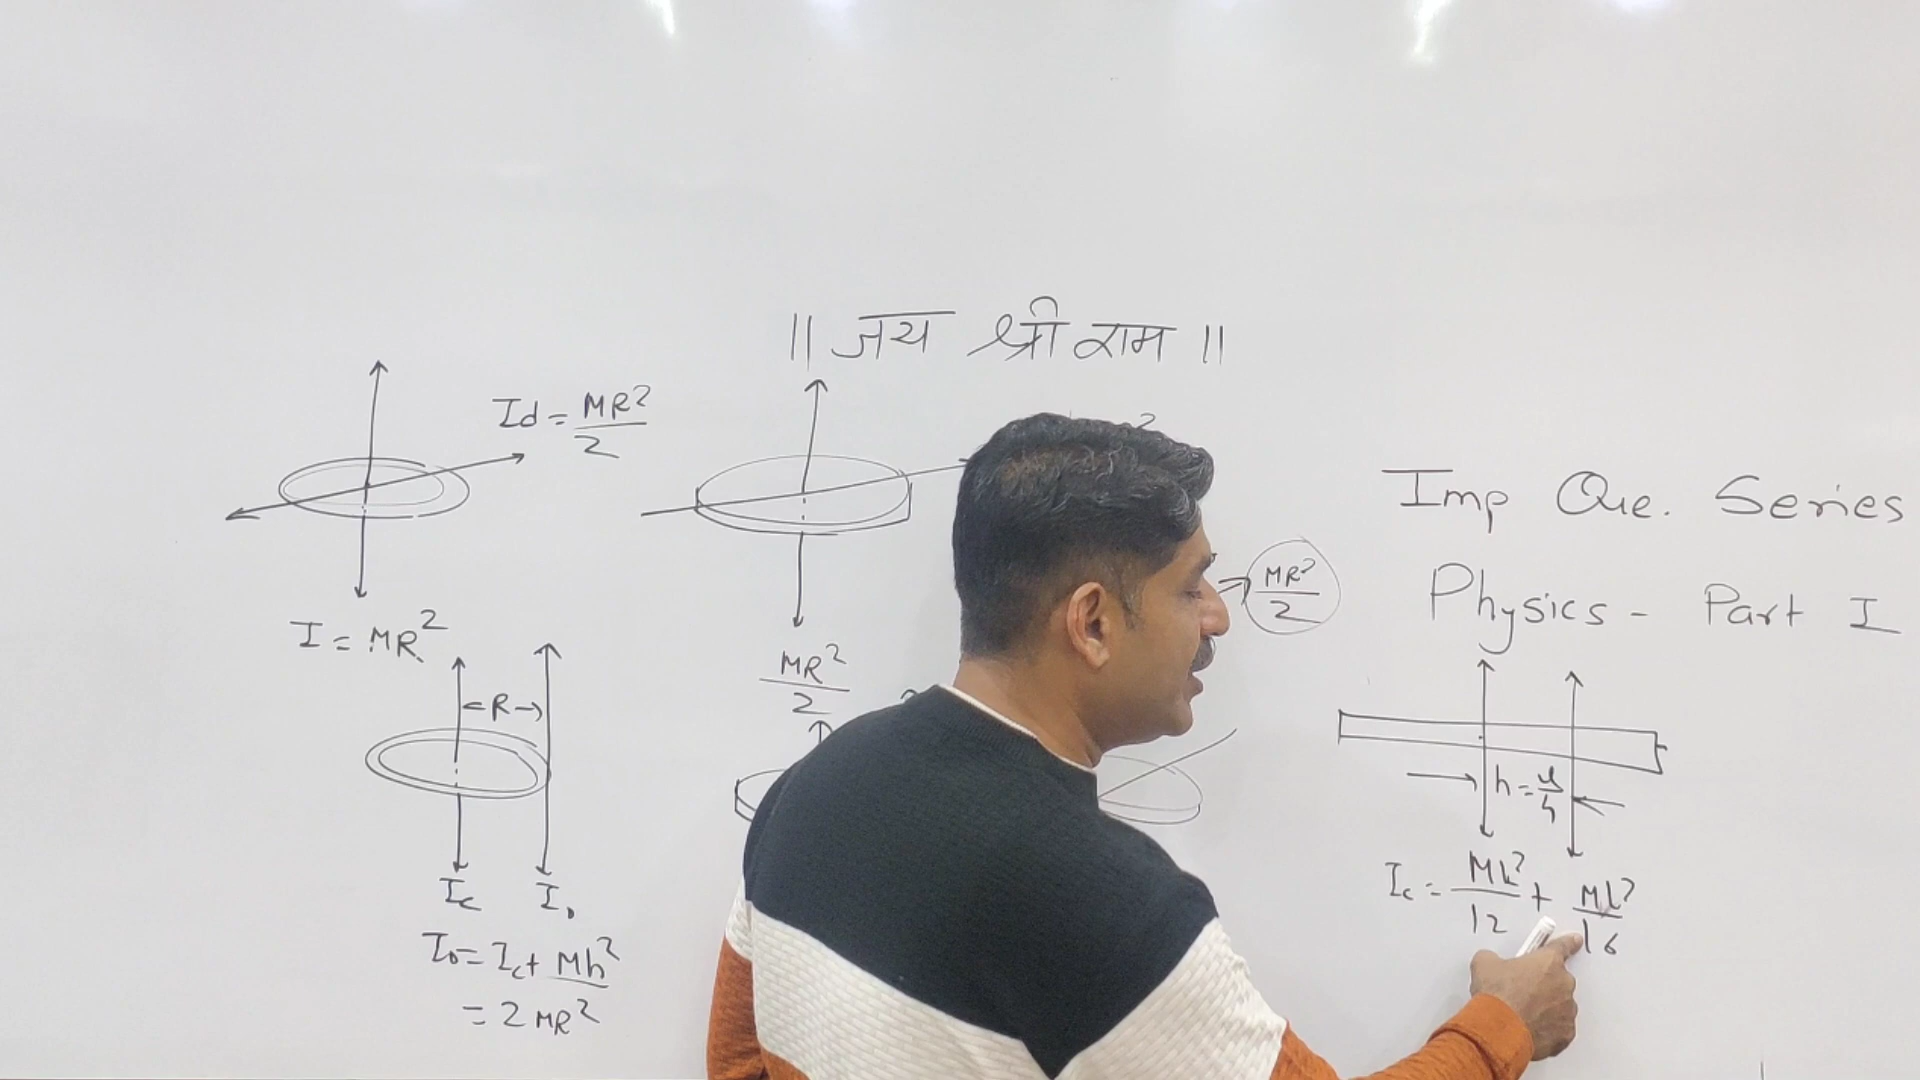 || जय श्री राम ||
Id = MR²/2
I = MR²
MR²/2
→ MR²/2
Imp Que. Series
Physics - Part I
R
Ic I₀
I₀ = Ic + Mh²
= 2MR²
h = l/4
Ic = Ml²/12 + Ml²/16